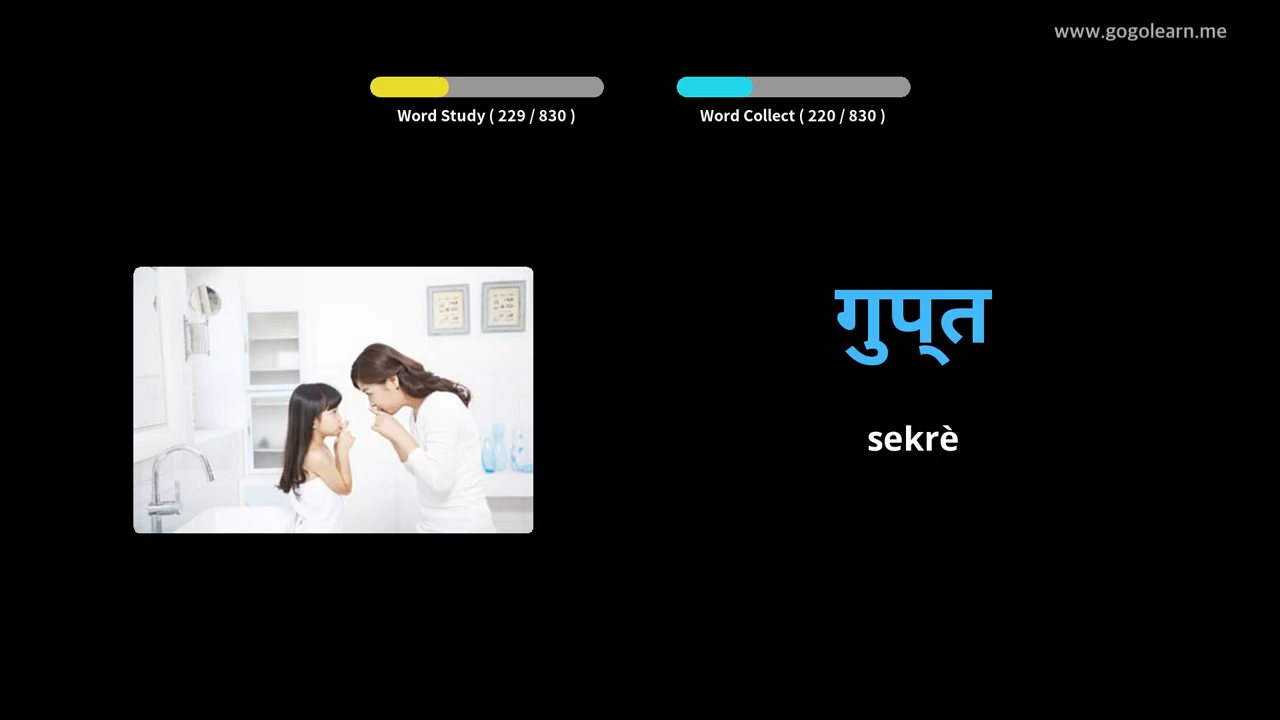 www.gogolearn.me
Word Study ( 229 / 830 )
Word Collect ( 220 / 830 )
गुप्‌त
sekrè